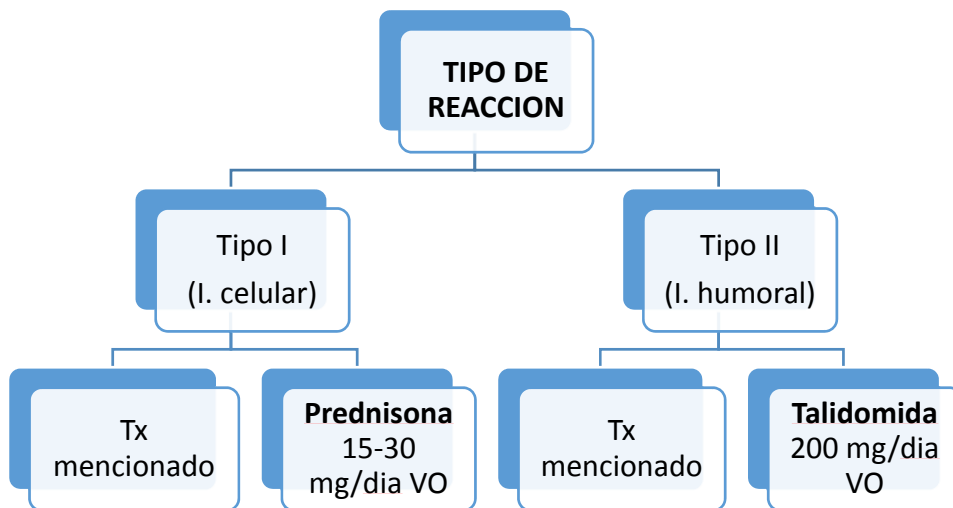 TIPO DE
REACCION
Tipo I
(I. celular)
Tipo II
(I. humoral)
Tx
mencionado
Prednisona
15-30
mg/dia VO
Tx
mencionado
Talidomida
200 mg/dia
VO